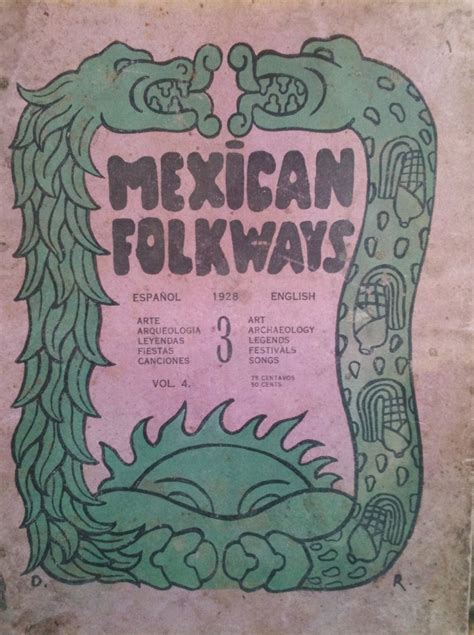 MEXICAN
FOLKWAYS
ESPAÑOL 1928 ENGLISH
ARTE
ARQUEOLOGIA
LEYENDAS
FIESTAS
CANCIONES
3
ART
ARCHAEOLOGY
LEGENDS
FESTIVALS
SONGS
VOL. 4.
75 CENTAVOS
50 CENTS.
D. R.